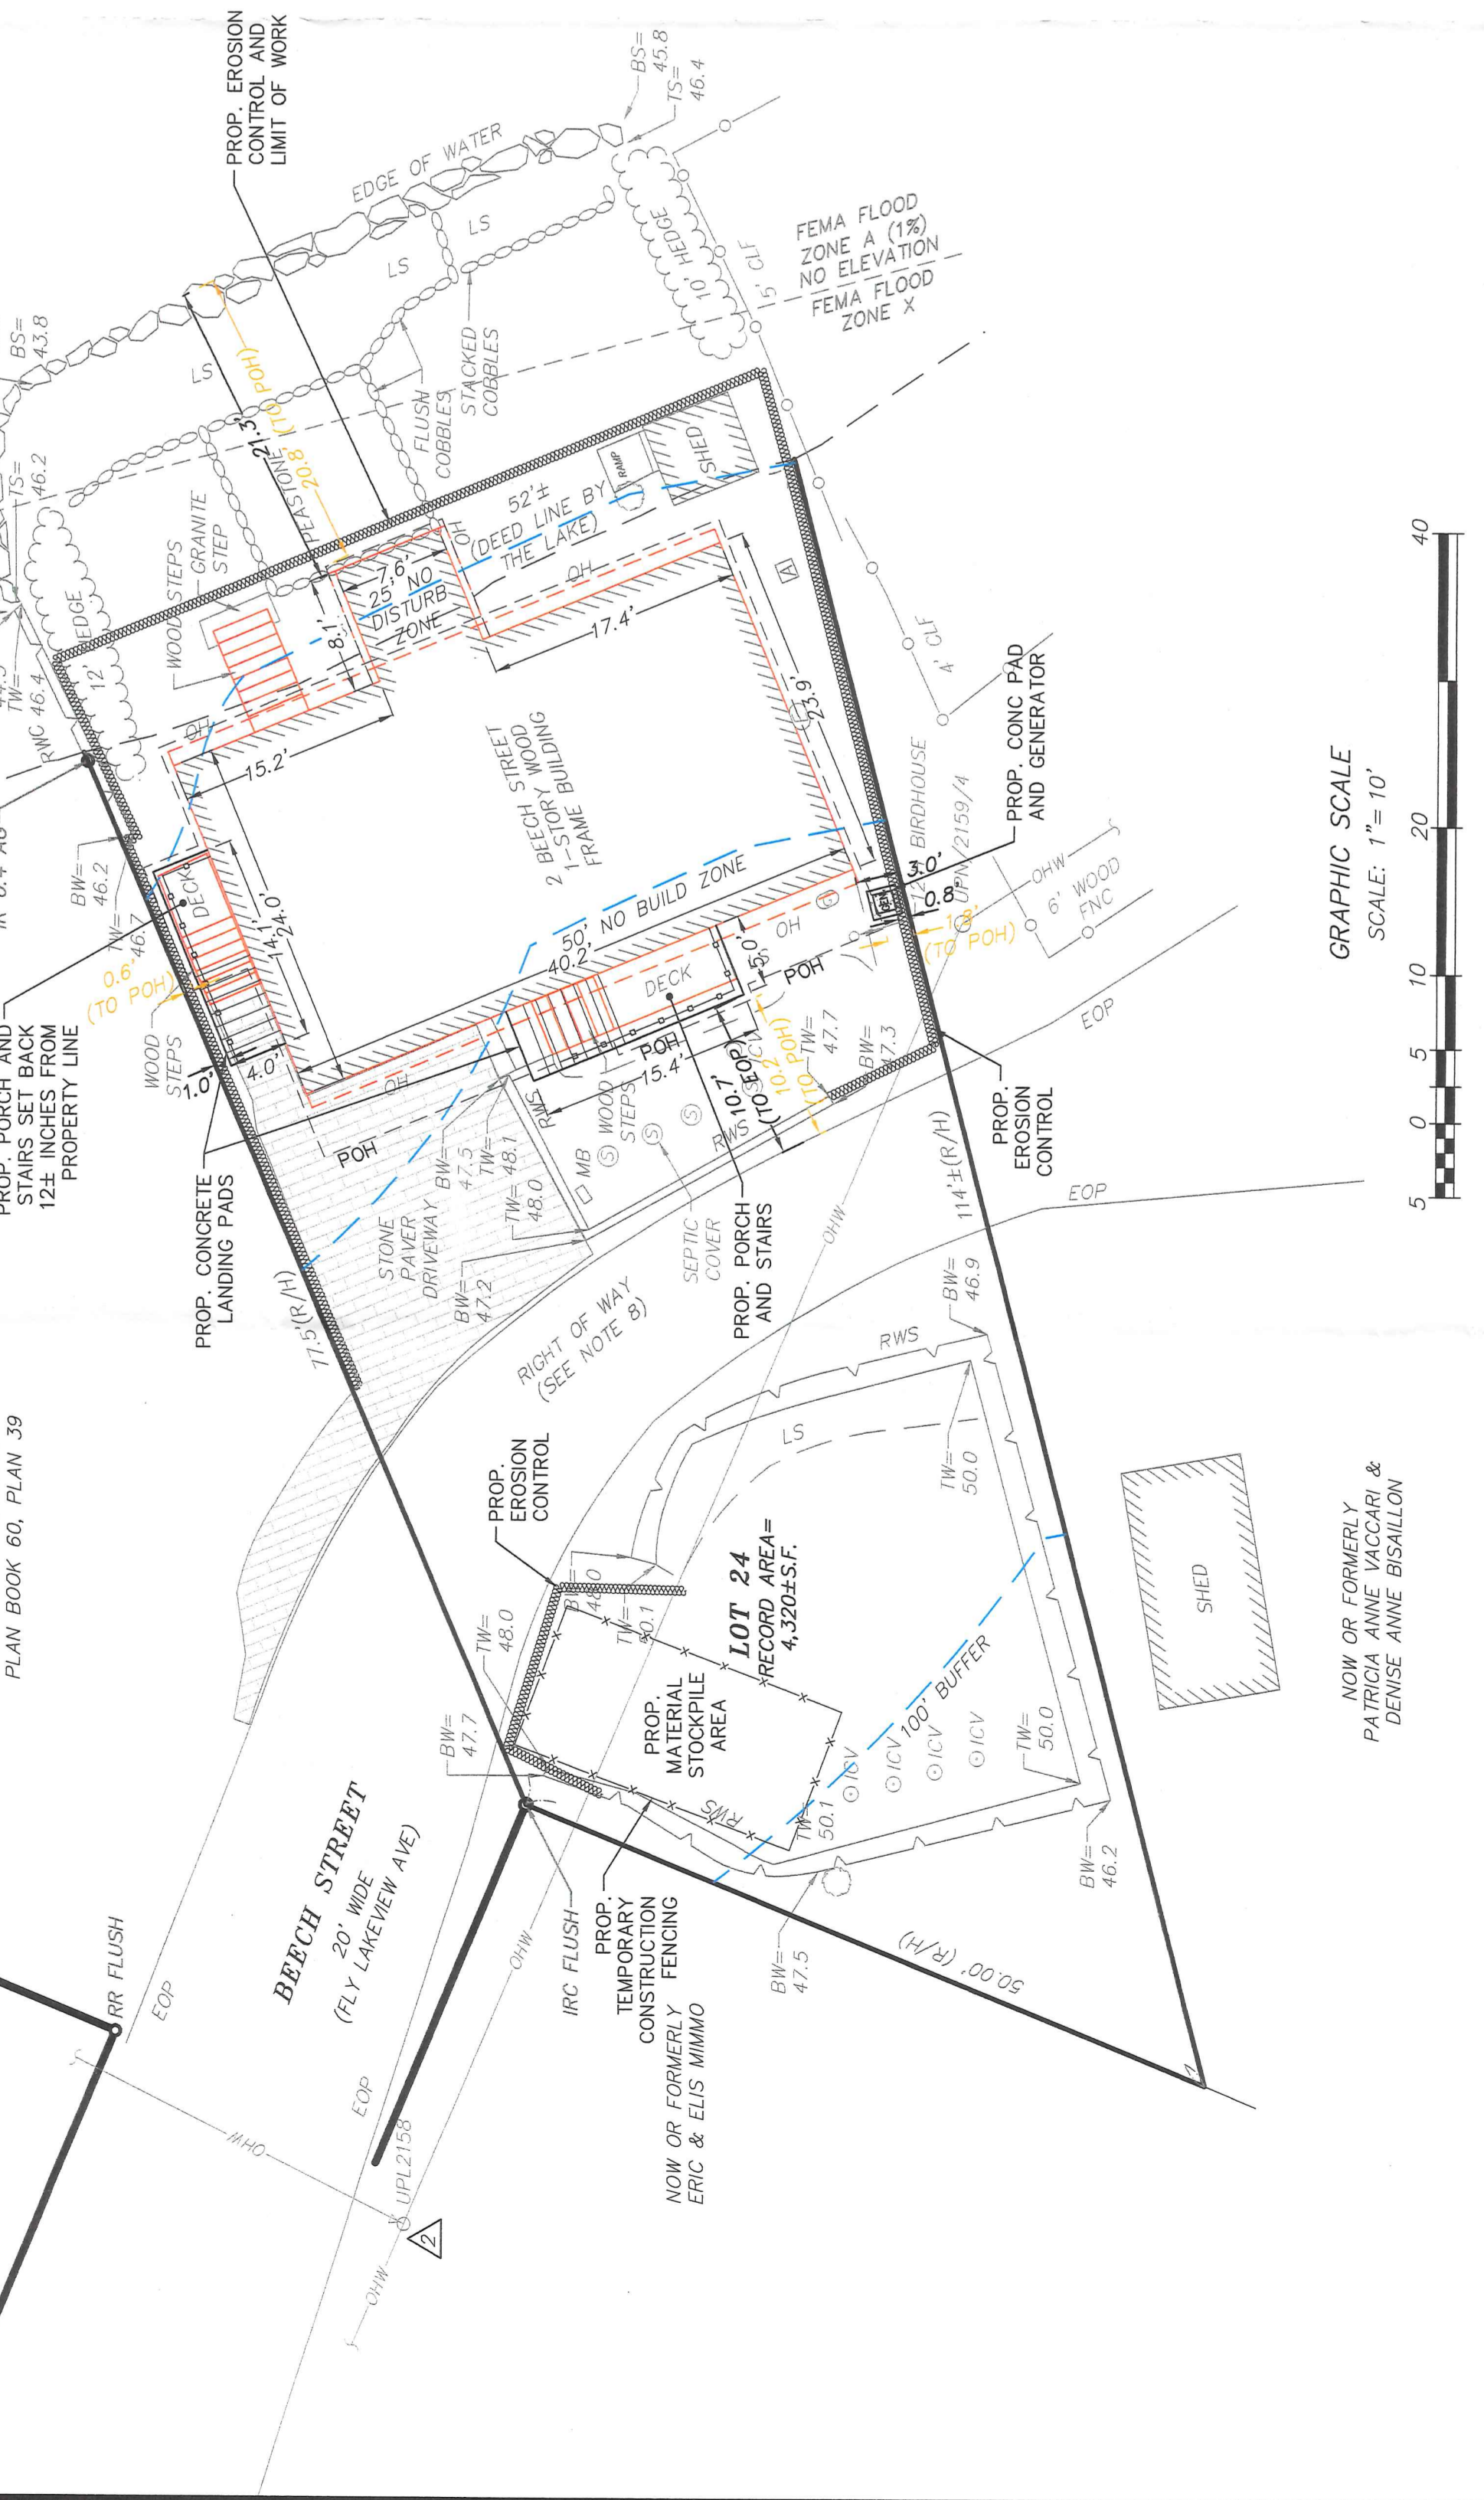 PROP. PORCH AND
STAIRS SET BACK
12± INCHES FROM
PROPERTY LINE
PLAN BOOK 60, PLAN 39
BW=
46.2
TW=
46.7
TW=
RWC 46.4
TS=
46.2
BS=
43.8
12' HEDGE
PROP. EROSION
CONTROL AND
LIMIT OF WORK
EDGE OF WATER
BS=
45.8
TS=
46.4
LS
LS
LS
10' HEDGE
5' CLF
FEMA FLOOD
ZONE A (1%)
NO ELEVATION
FEMA FLOOD
ZONE X
WOOD STEPS
GRANITE
STEP
PEASTONE
21.3'
20.8' (TO POH)
FLUSH
COBBLES
STACKED
COBBLES
52'±
(DEED LINE BY
THE LAKE)
RAMP
SHED
OH
OH
OH
7.6'
8.1'
25' NO
DISTURB
ZONE
17.4'
15.2'
23.9'
A
4' CLF
2 BEECH STREET
1-STORY WOOD
FRAME BUILDING
DECK
14.1'
24.0'
0.6'
(TO POH)
WOOD
STEPS
1.0'
4.0'
50' NO BUILD ZONE
40.2'
DECK
5.0'
OH
POH
G
GEN
3.0'
0.8'
1.8'
(TO POH)
BIRDHOUSE
UPNV2159/4
PROP. CONC PAD
AND GENERATOR
OHW
6' WOOD
FNC
EOP
PROP. CONCRETE
LANDING PADS
77.5'(R/H)
OH
POH
STONE
PAVER
DRIVEWAY
BW=
47.5
TW=
48.1
TW=
48.0
BW=
47.2
RWS
MB
S
WOOD
STEPS
S
S
POH
15.4'
10.7'
(TO EOP)
10.2'
(TO POH)
ICV
TW=
47.7
BW=
47.3
RWS
SEPTIC
COVER
PROP. PORCH
AND STAIRS
PROP.
EROSION
CONTROL
114'±(R/H)
OHW
EOP
RIGHT OF WAY
(SEE NOTE 8)
BW=
46.9
RWS
LS
TW=
50.0
PROP.
EROSION
CONTROL
BW=
48.0
TW=
50.1
TW=
48.0
BW=
47.7
LOT 24
RECORD AREA=
4,320±S.F.
PROP.
MATERIAL
STOCKPILE
AREA
100' BUFFER
ICV
ICV
ICV
ICV
TW=
50.0
TW=
50.1
RWS
BW=
46.2
BW=
47.5
50.00' (R/H)
BEECH STREET
20' WIDE
(FLY LAKEVIEW AVE)
RR FLUSH
EOP
EOP
OHW
OHW
OHW
UPL2158
2
IRC FLUSH
PROP.
TEMPORARY
CONSTRUCTION
FENCING
NOW OR FORMERLY
ERIC & ELIS MIMMO
SHED
NOW OR FORMERLY
PATRICIA ANNE VACCARI &
DENISE ANNE BISAILLON
GRAPHIC SCALE
SCALE: 1"= 10'
5 0 5 10 20 40